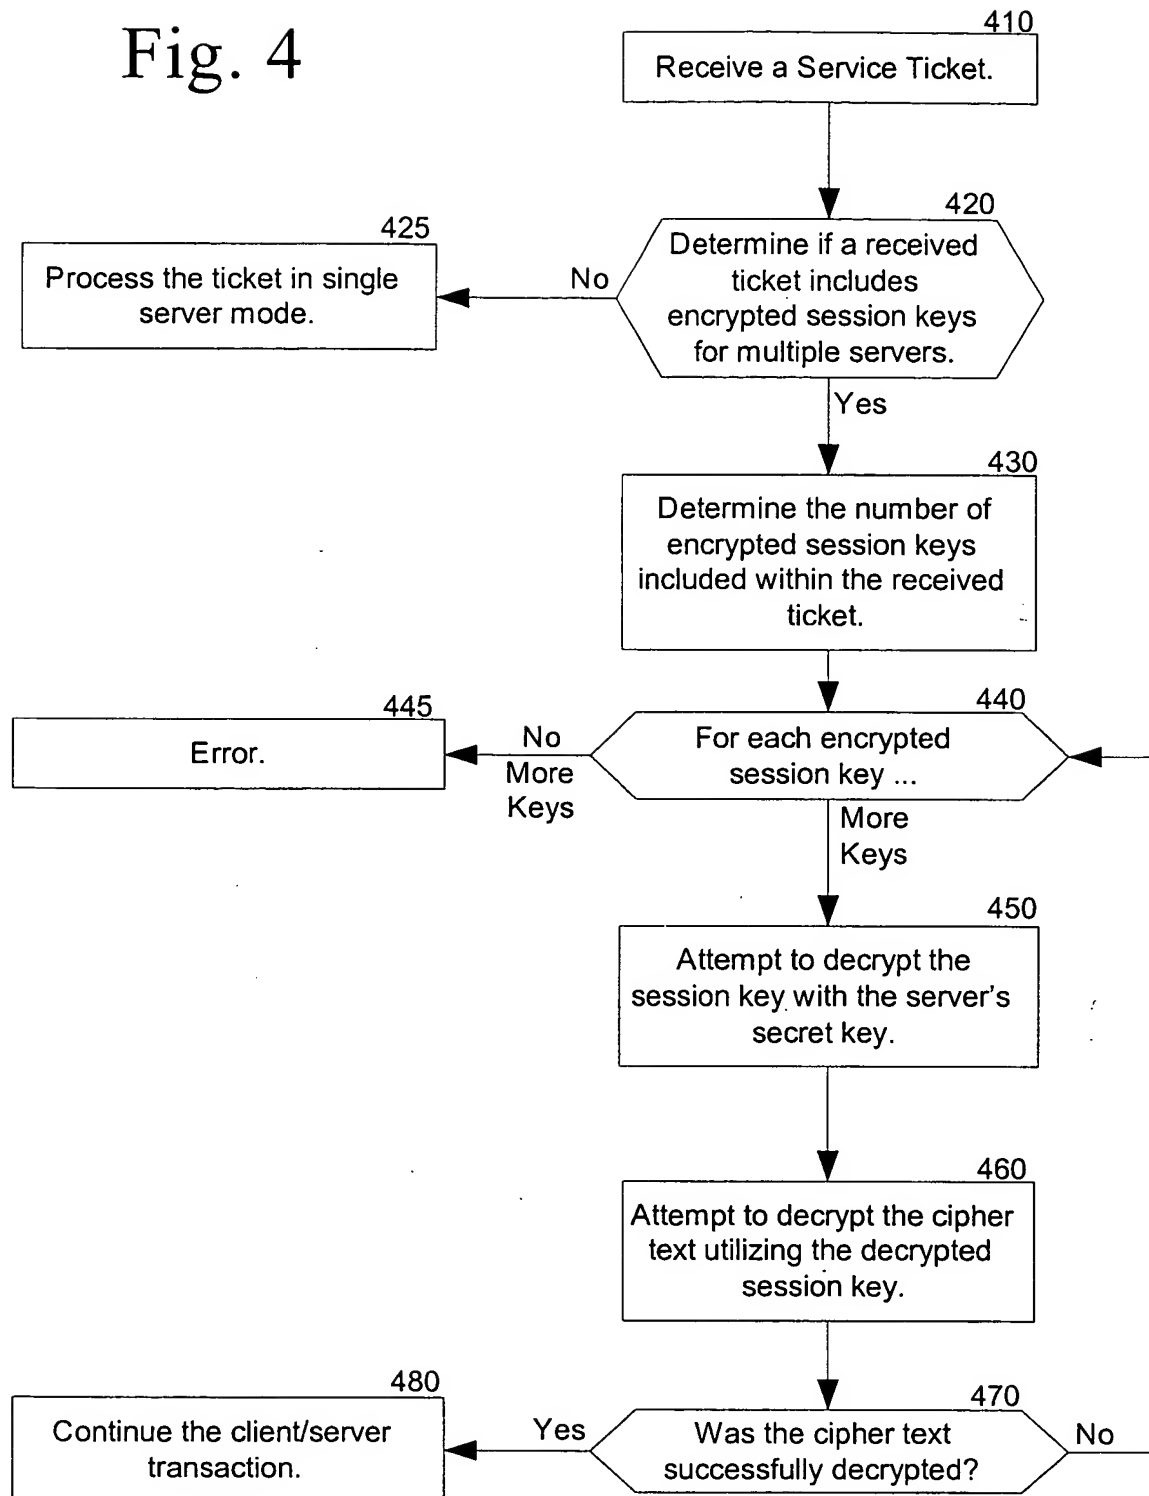 Fig. 4
410
Receive a Service Ticket.
420
Determine if a received
ticket includes
encrypted session keys
for multiple servers.
No
425
Process the ticket in single
server mode.
Yes
430
Determine the number of
encrypted session keys
included within the received
ticket.
440
For each encrypted
session key ...
No
More
Keys
445
Error.
More
Keys
450
Attempt to decrypt the
session key with the server's
secret key.
460
Attempt to decrypt the cipher
text utilizing the decrypted
session key.
470
Was the cipher text
successfully decrypted?
No
Yes
480
Continue the client/server
transaction.